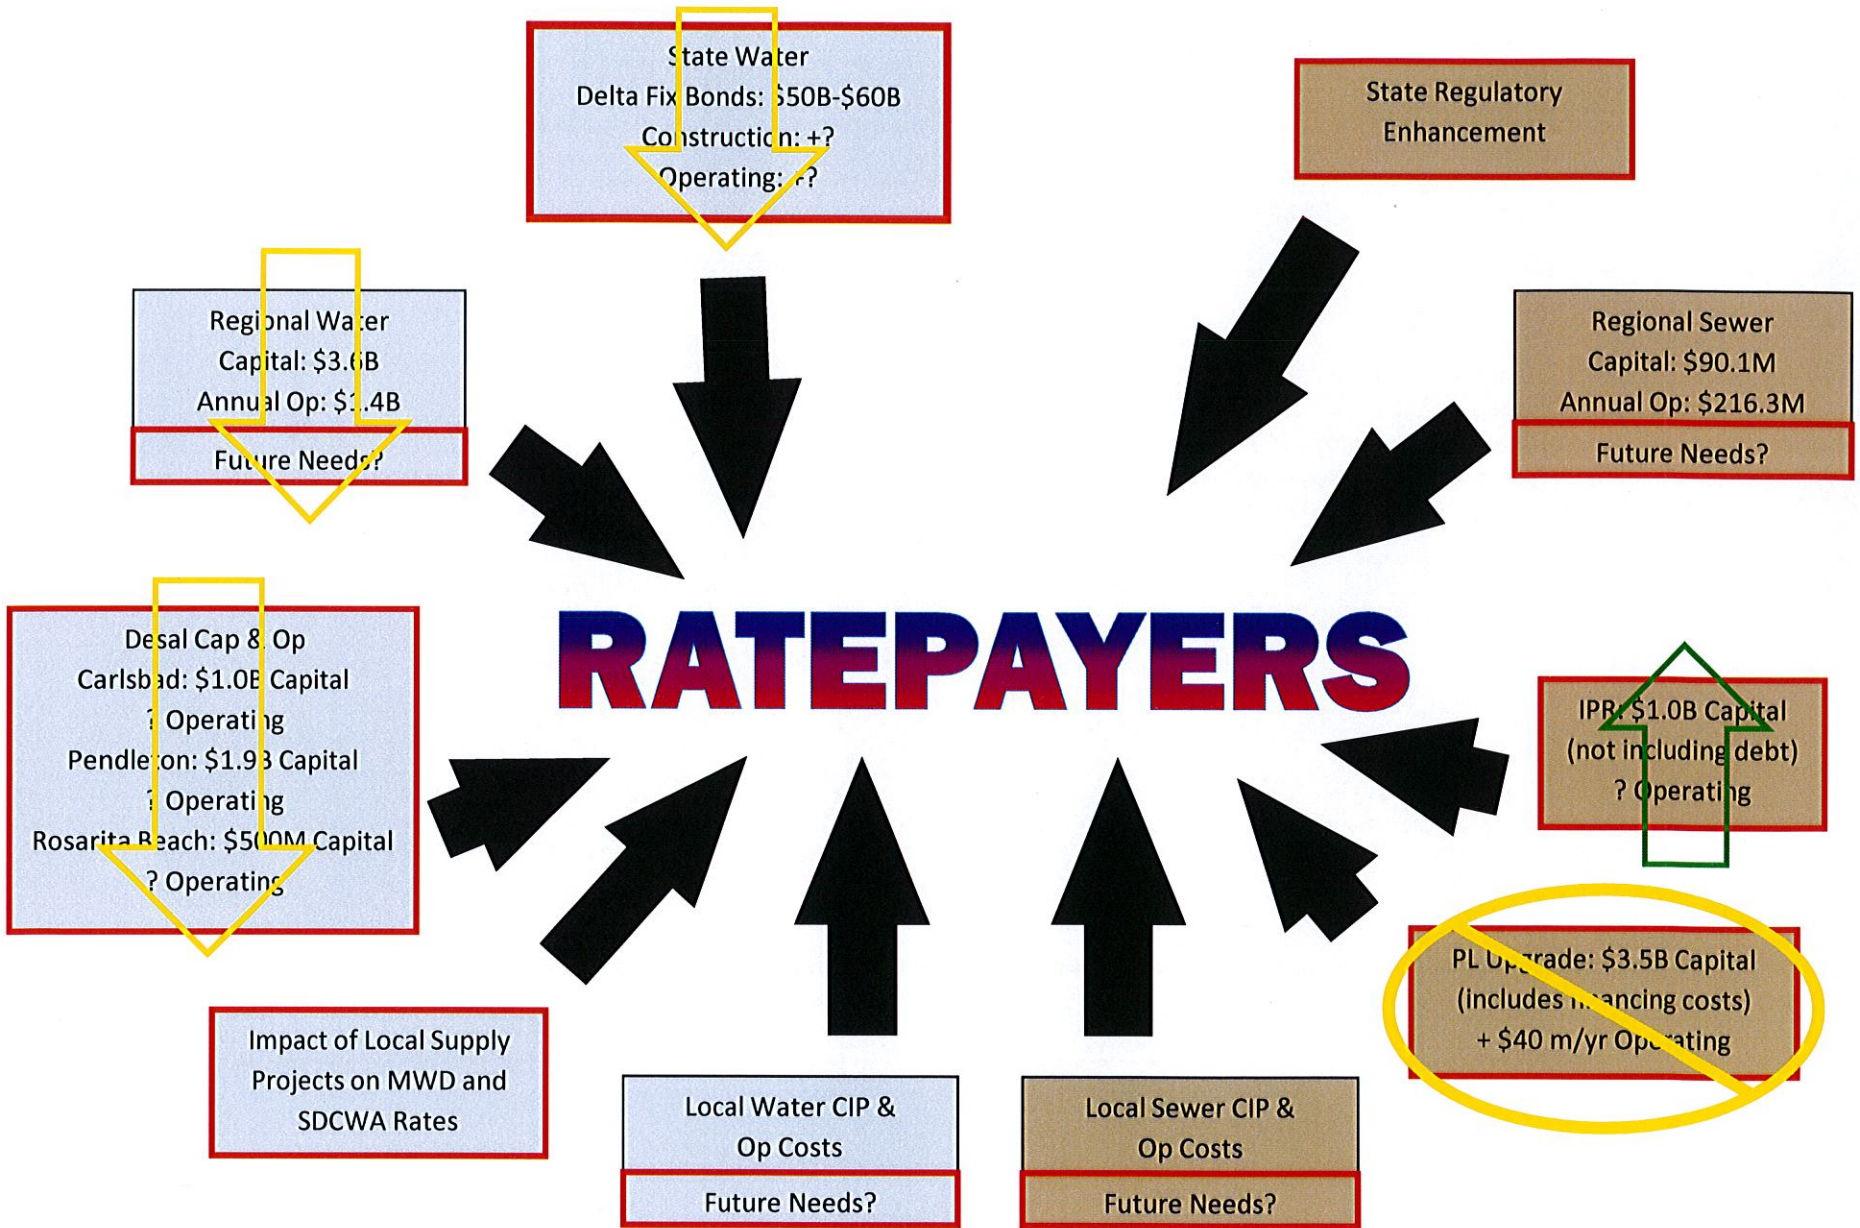 State Water
Delta Fix Bonds: $50B-$60B
Construction: +?
Operating: +?
State Regulatory
Enhancement
Regional Water
Capital: $3.6B
Annual Op: $1.4B
Future Needs?
Regional Sewer
Capital: $90.1M
Annual Op: $216.3M
Future Needs?
Desal Cap & Op
Carlsbad: $1.0B Capital
? Operating
Pendleton: $1.9B Capital
? Operating
Rosarita Beach: $500M Capital
? Operating
RATEPAYERS
IPR: $1.0B Capital
(not including debt)
? Operating
PL Upgrade: $3.5B Capital
(includes financing costs)
+ $40 m/yr Operating
Impact of Local Supply
Projects on MWD and
SDCWA Rates
Local Water CIP &
Op Costs
Future Needs?
Local Sewer CIP &
Op Costs
Future Needs?